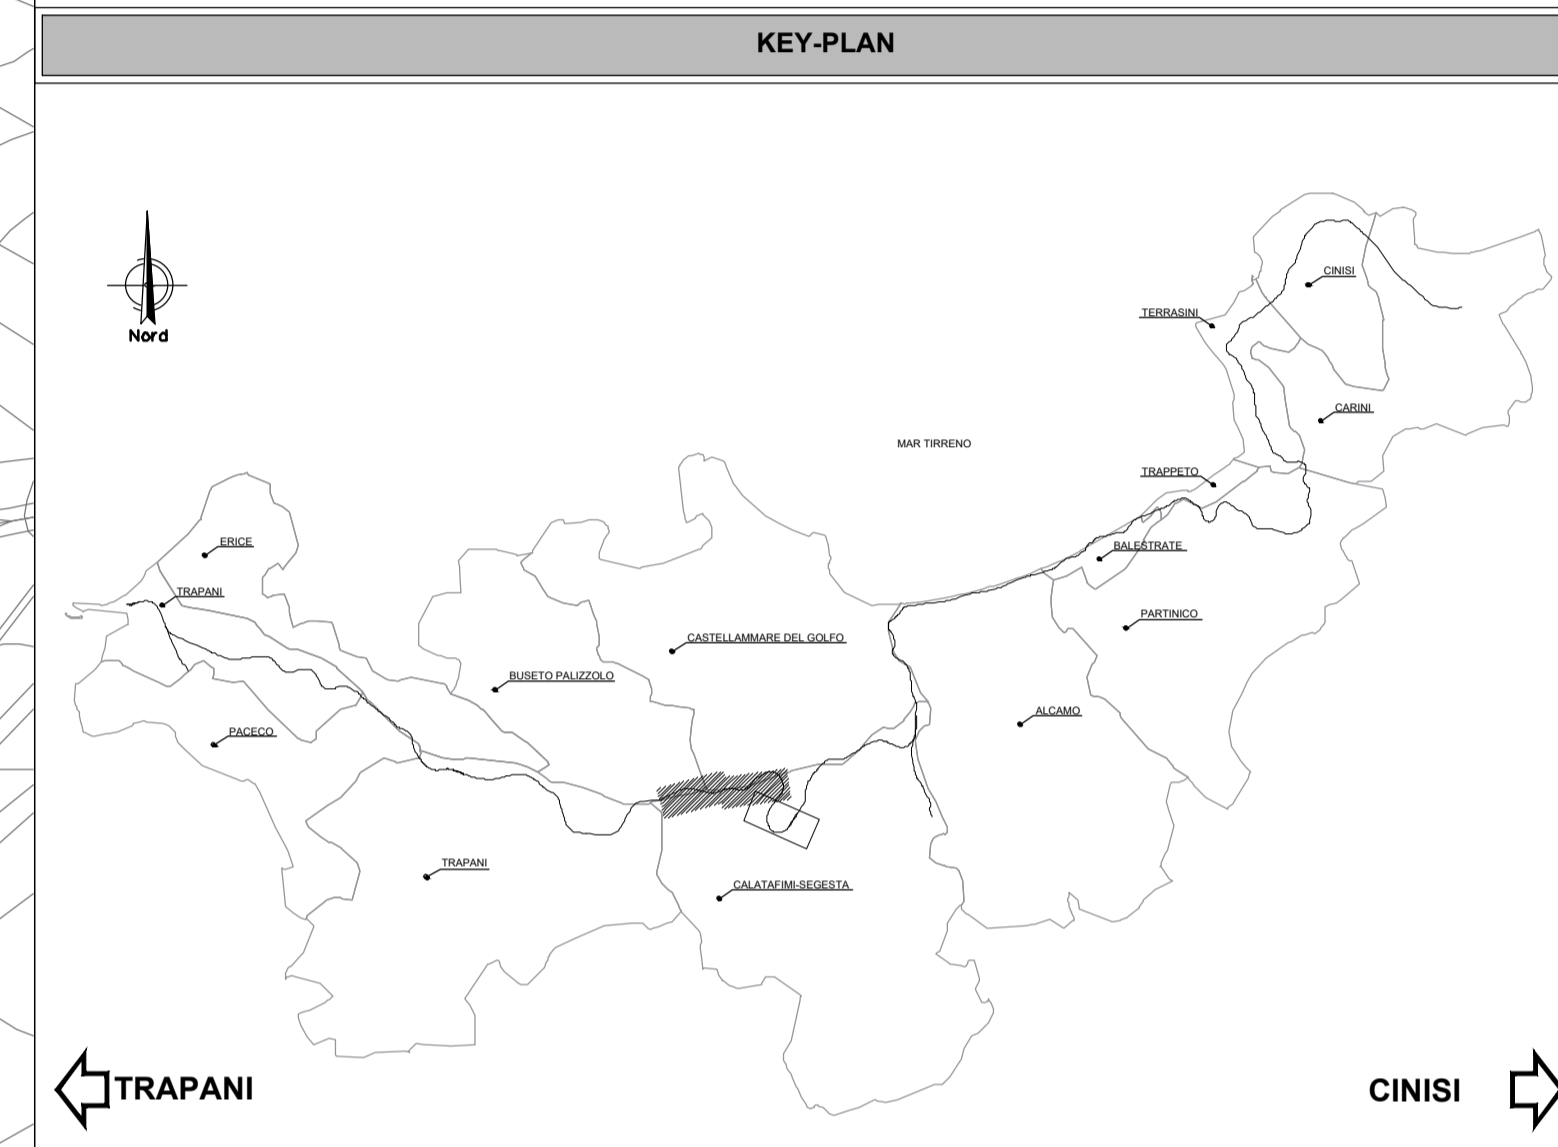 KEY-PLAN
Nord
CINISI
TERRASINI
CARINI
MAR TIRRENO
TRAPPETO
ERICE
BALESTRATE
TRAPANI
PARTINICO
CASTELLAMMARE DEL GOLFO
BUSETO PALIZZOLO
ALCAMO
PACECO
TRAPANI
CALATAFIMI-SEGESTA
TRAPANI
CINISI